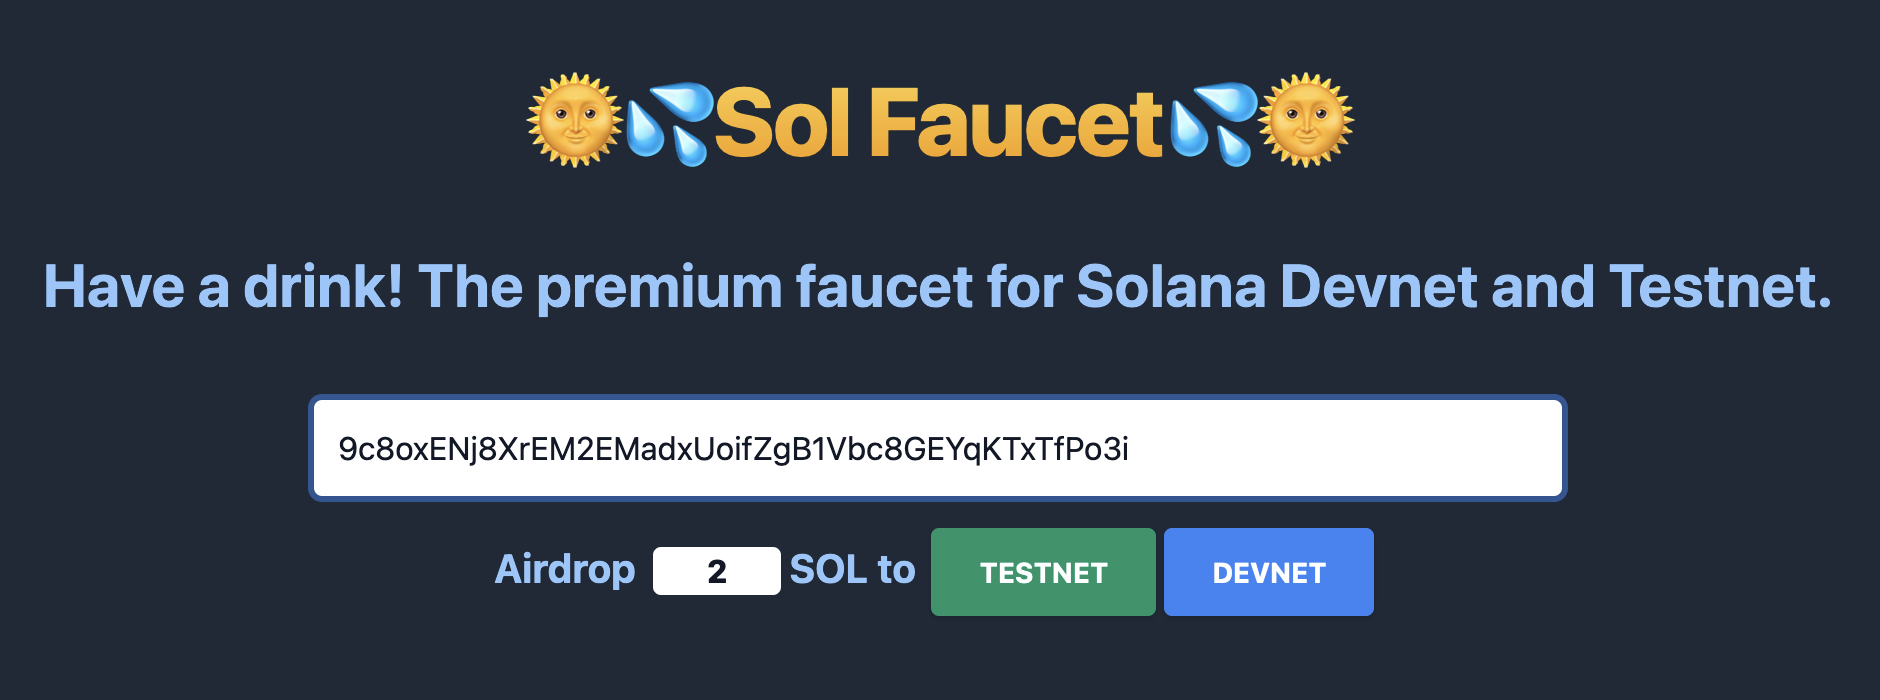 🌞💦Sol Faucet💦🌞
Have a drink! The premium faucet for Solana Devnet and Testnet.
9c8oxENj8XrEM2EMadxUoifZgB1Vbc8GEYqKTxTfPo3i
Airdrop 2 SOL to TESTNET DEVNET